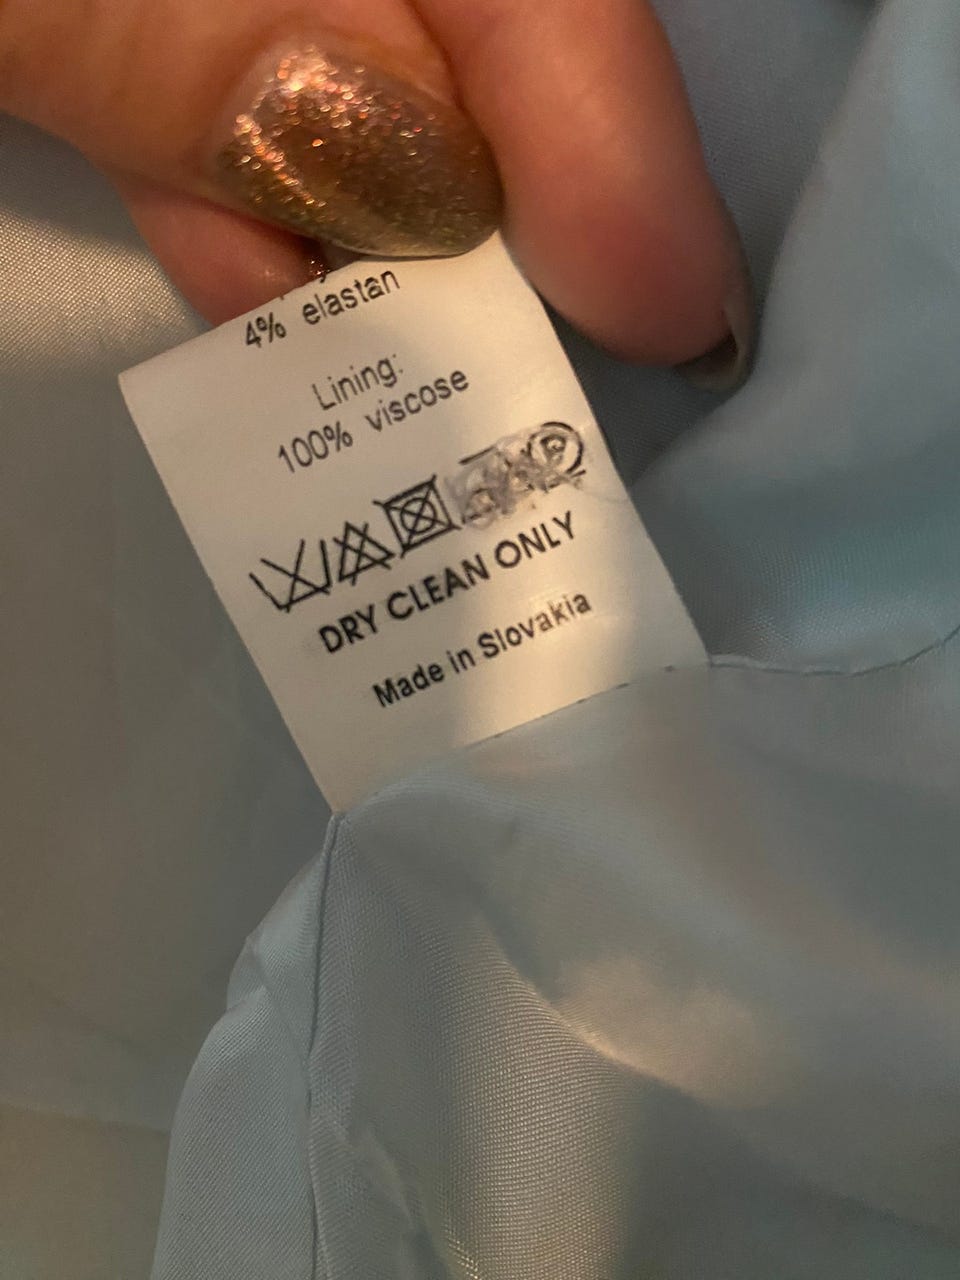 4% elastan
Lining:
100% viscose
P
DRY CLEAN ONLY
Made in Slovakia